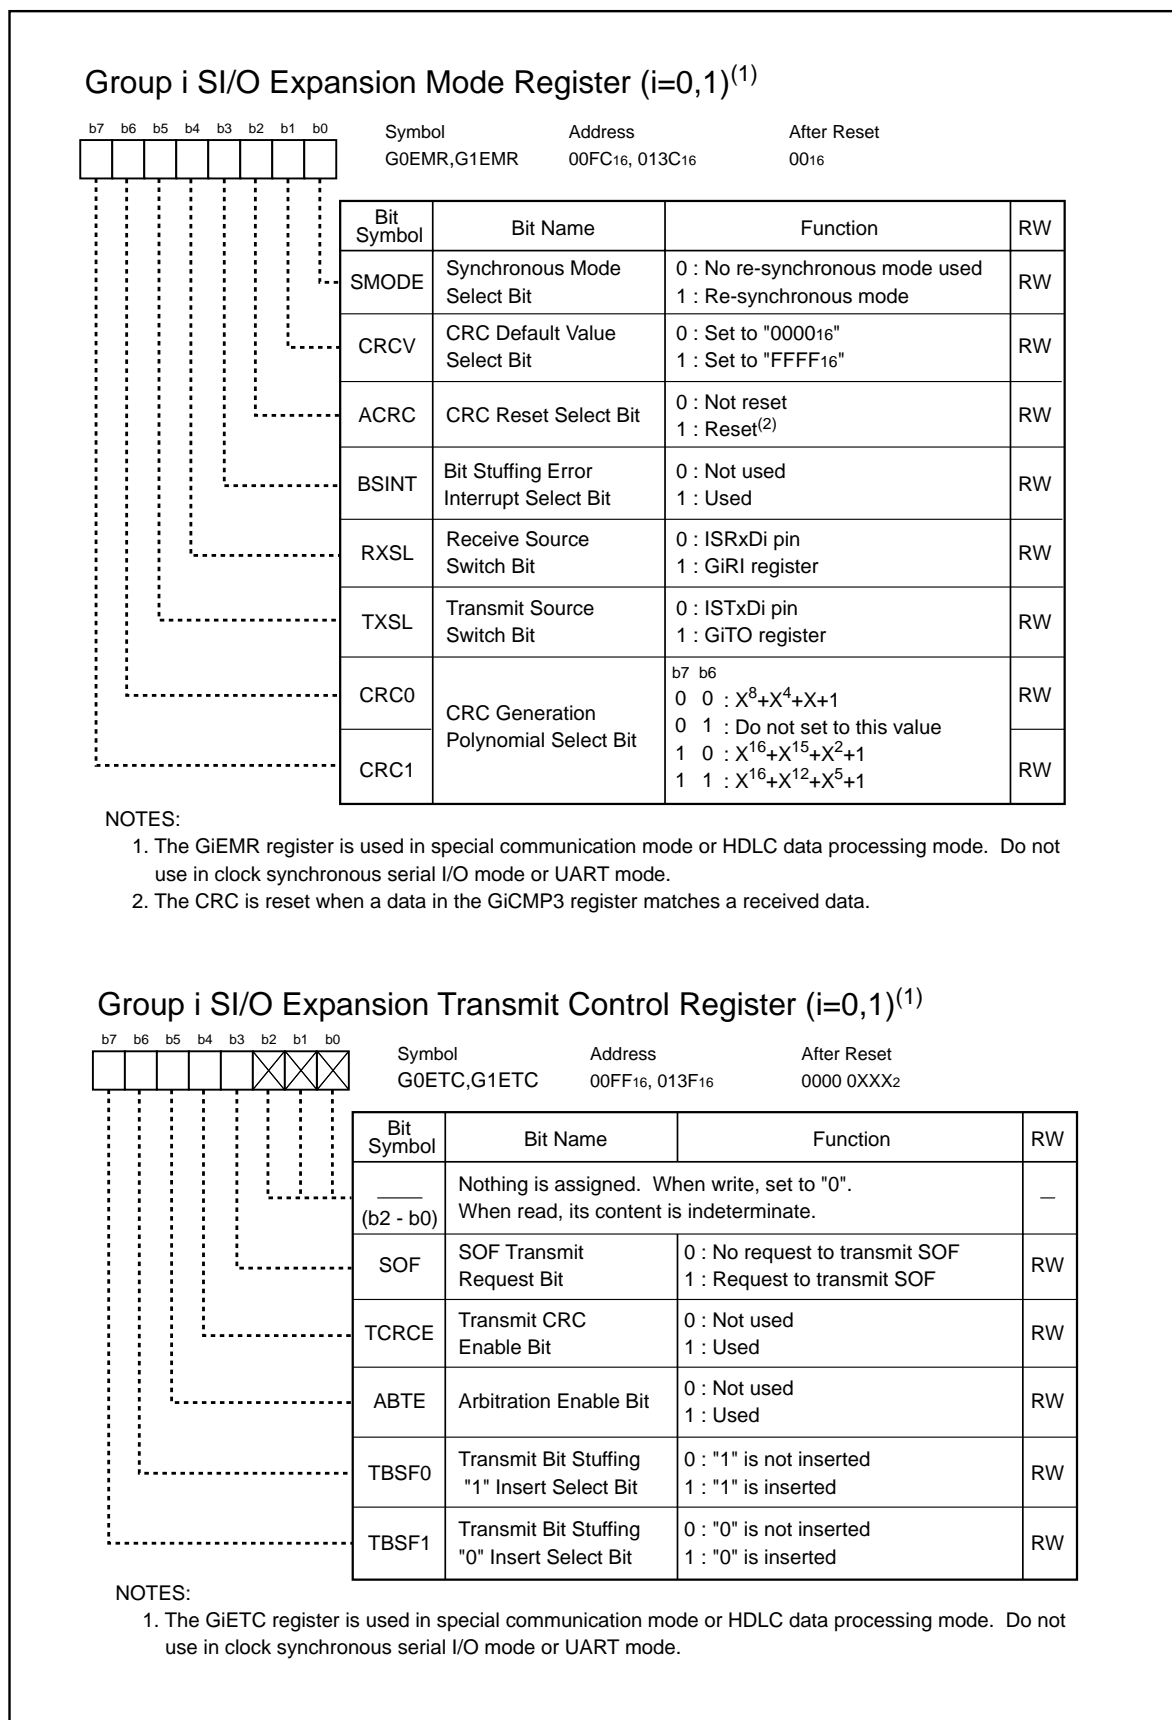 Group i SI/O Expansion Mode Register (i=0,1)(1)
b7 b6 b5 b4 b3 b2 b1 b0
Symbol Address After Reset
G0EMR,G1EMR 00FC16, 013C16 0016
Bit Symbol Bit Name Function RW
SMODE Synchronous Mode Select Bit 0 : No re-synchronous mode used RW
1 : Re-synchronous mode
CRCV CRC Default Value Select Bit 0 : Set to "000016" RW
1 : Set to "FFFF16"
ACRC CRC Reset Select Bit 0 : Not reset RW
1 : Reset(2)
BSINT Bit Stuffing Error Interrupt Select Bit 0 : Not used RW
1 : Used
RXSL Receive Source Switch Bit 0 : ISRxDi pin RW
1 : GiRI register
TXSL Transmit Source Switch Bit 0 : ISTxDi pin RW
1 : GiTO register
b7 b6
CRC0 CRC Generation Polynomial Select Bit 0 0 : X8+X4+X+1 RW
0 1 : Do not set to this value
1 0 : X16+X15+X2+1
CRC1 1 1 : X16+X12+X5+1 RW
NOTES:
1. The GiEMR register is used in special communication mode or HDLC data processing mode. Do not
use in clock synchronous serial I/O mode or UART mode.
2. The CRC is reset when a data in the GiCMP3 register matches a received data.
Group i SI/O Expansion Transmit Control Register (i=0,1)(1)
b7 b6 b5 b4 b3 b2 b1 b0
Symbol Address After Reset
G0ETC,G1ETC 00FF16, 013F16 0000 0XXX2
Bit Symbol Bit Name Function RW
(b2 - b0) Nothing is assigned. When write, set to "0". —
When read, its content is indeterminate.
SOF SOF Transmit Request Bit 0 : No request to transmit SOF RW
1 : Request to transmit SOF
TCRCE Transmit CRC Enable Bit 0 : Not used RW
1 : Used
ABTE Arbitration Enable Bit 0 : Not used RW
1 : Used
TBSF0 Transmit Bit Stuffing "1" Insert Select Bit 0 : "1" is not inserted RW
1 : "1" is inserted
TBSF1 Transmit Bit Stuffing "0" Insert Select Bit 0 : "0" is not inserted RW
1 : "0" is inserted
NOTES:
1. The GiETC register is used in special communication mode or HDLC data processing mode. Do not
use in clock synchronous serial I/O mode or UART mode.